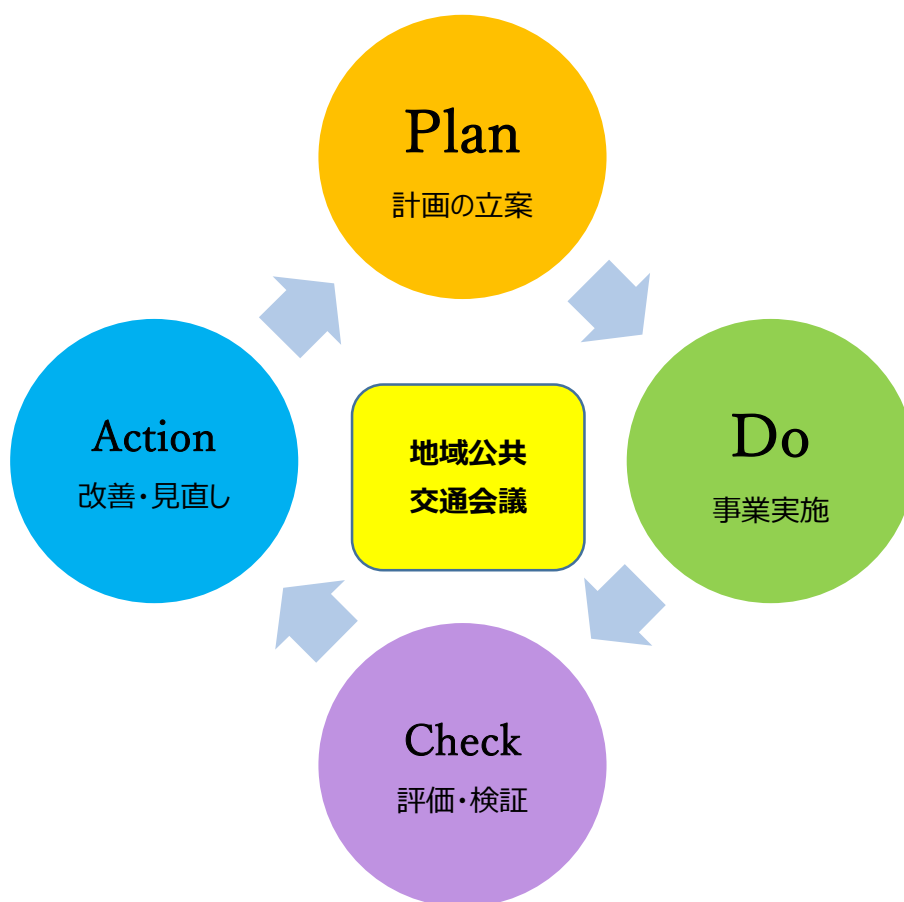 Plan
計画の立案
Do
事業実施
Check
評価・検証
Action
改善・見直し
地域公共
交通会議